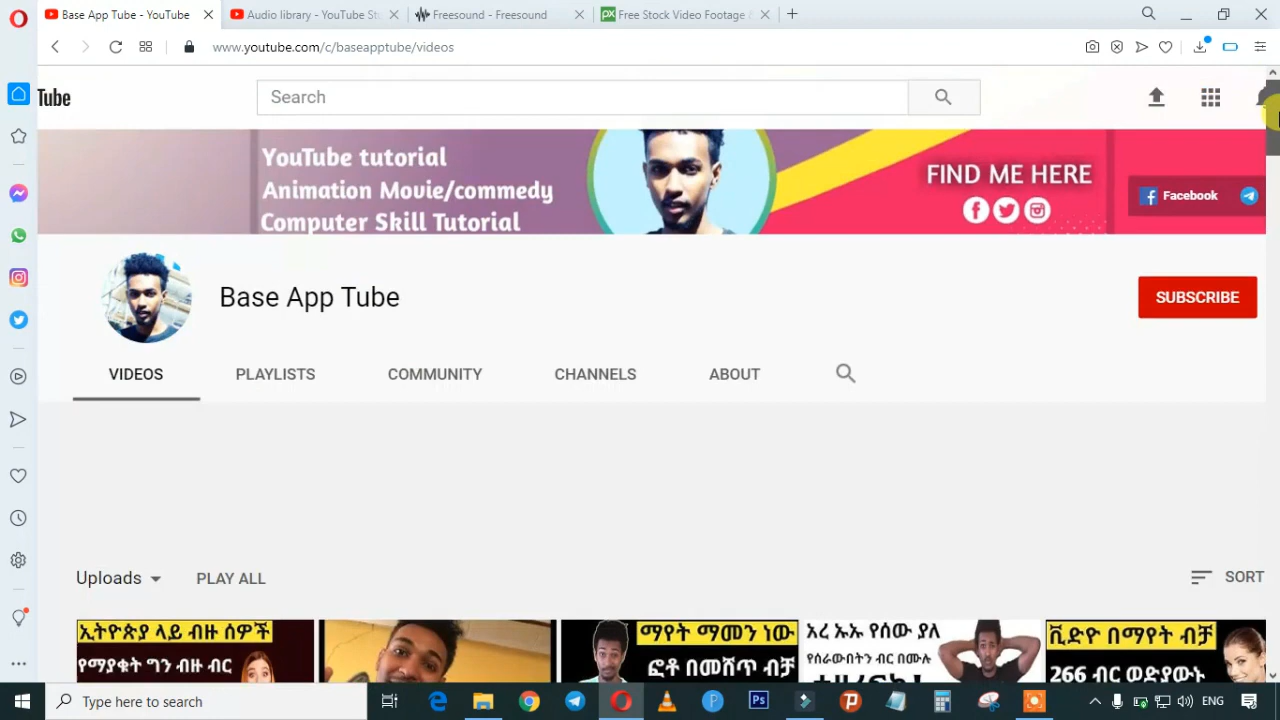 Base App Tube - YouTube
Audio library - YouTube St
Freesound - Freesound
Free Stock Video Footage
www.youtube.com/c/baseapptube/videos
Tube
Search
YouTube tutorial
Animation Movie/commedy
Computer Skill Tutorial
FIND ME HERE
Facebook
Base App Tube
SUBSCRIBE
VIDEOS
PLAYLISTS
COMMUNITY
CHANNELS
ABOUT
Uploads
PLAY ALL
SORT
ኢትዮጵያ ላይ ብዙ ሰዎች
የማያቁት ግን ብዙ ብር
ማየት ማመን ነው
ፎቶ በመሸጥ ብቻ
አረ ኡኡ የሰው ያለ
የሰራውበትን ብር በሙሉ
ቪድዮ በማየት ብቻ
266 ብር ወድያውኑ
Type here to search
ENG